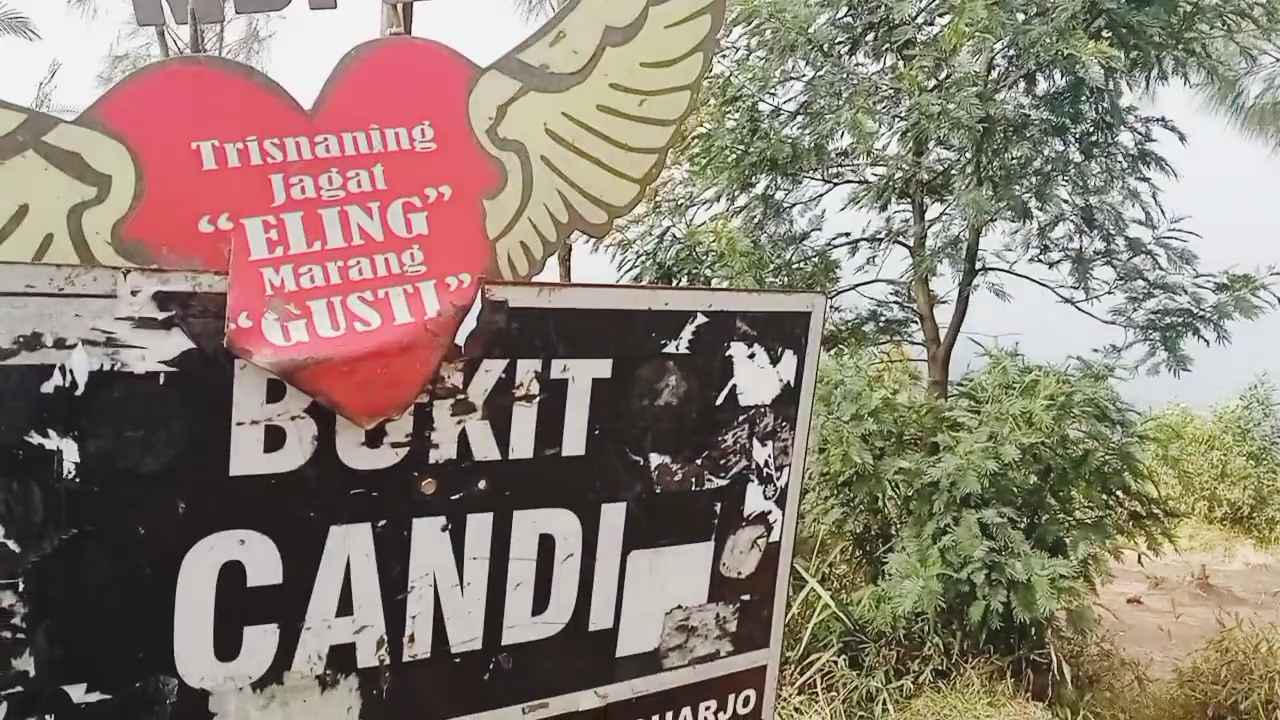 Trisnaning
Jagat
“ELING”
Marang
“GUSTI”
BUKIT
CANDI